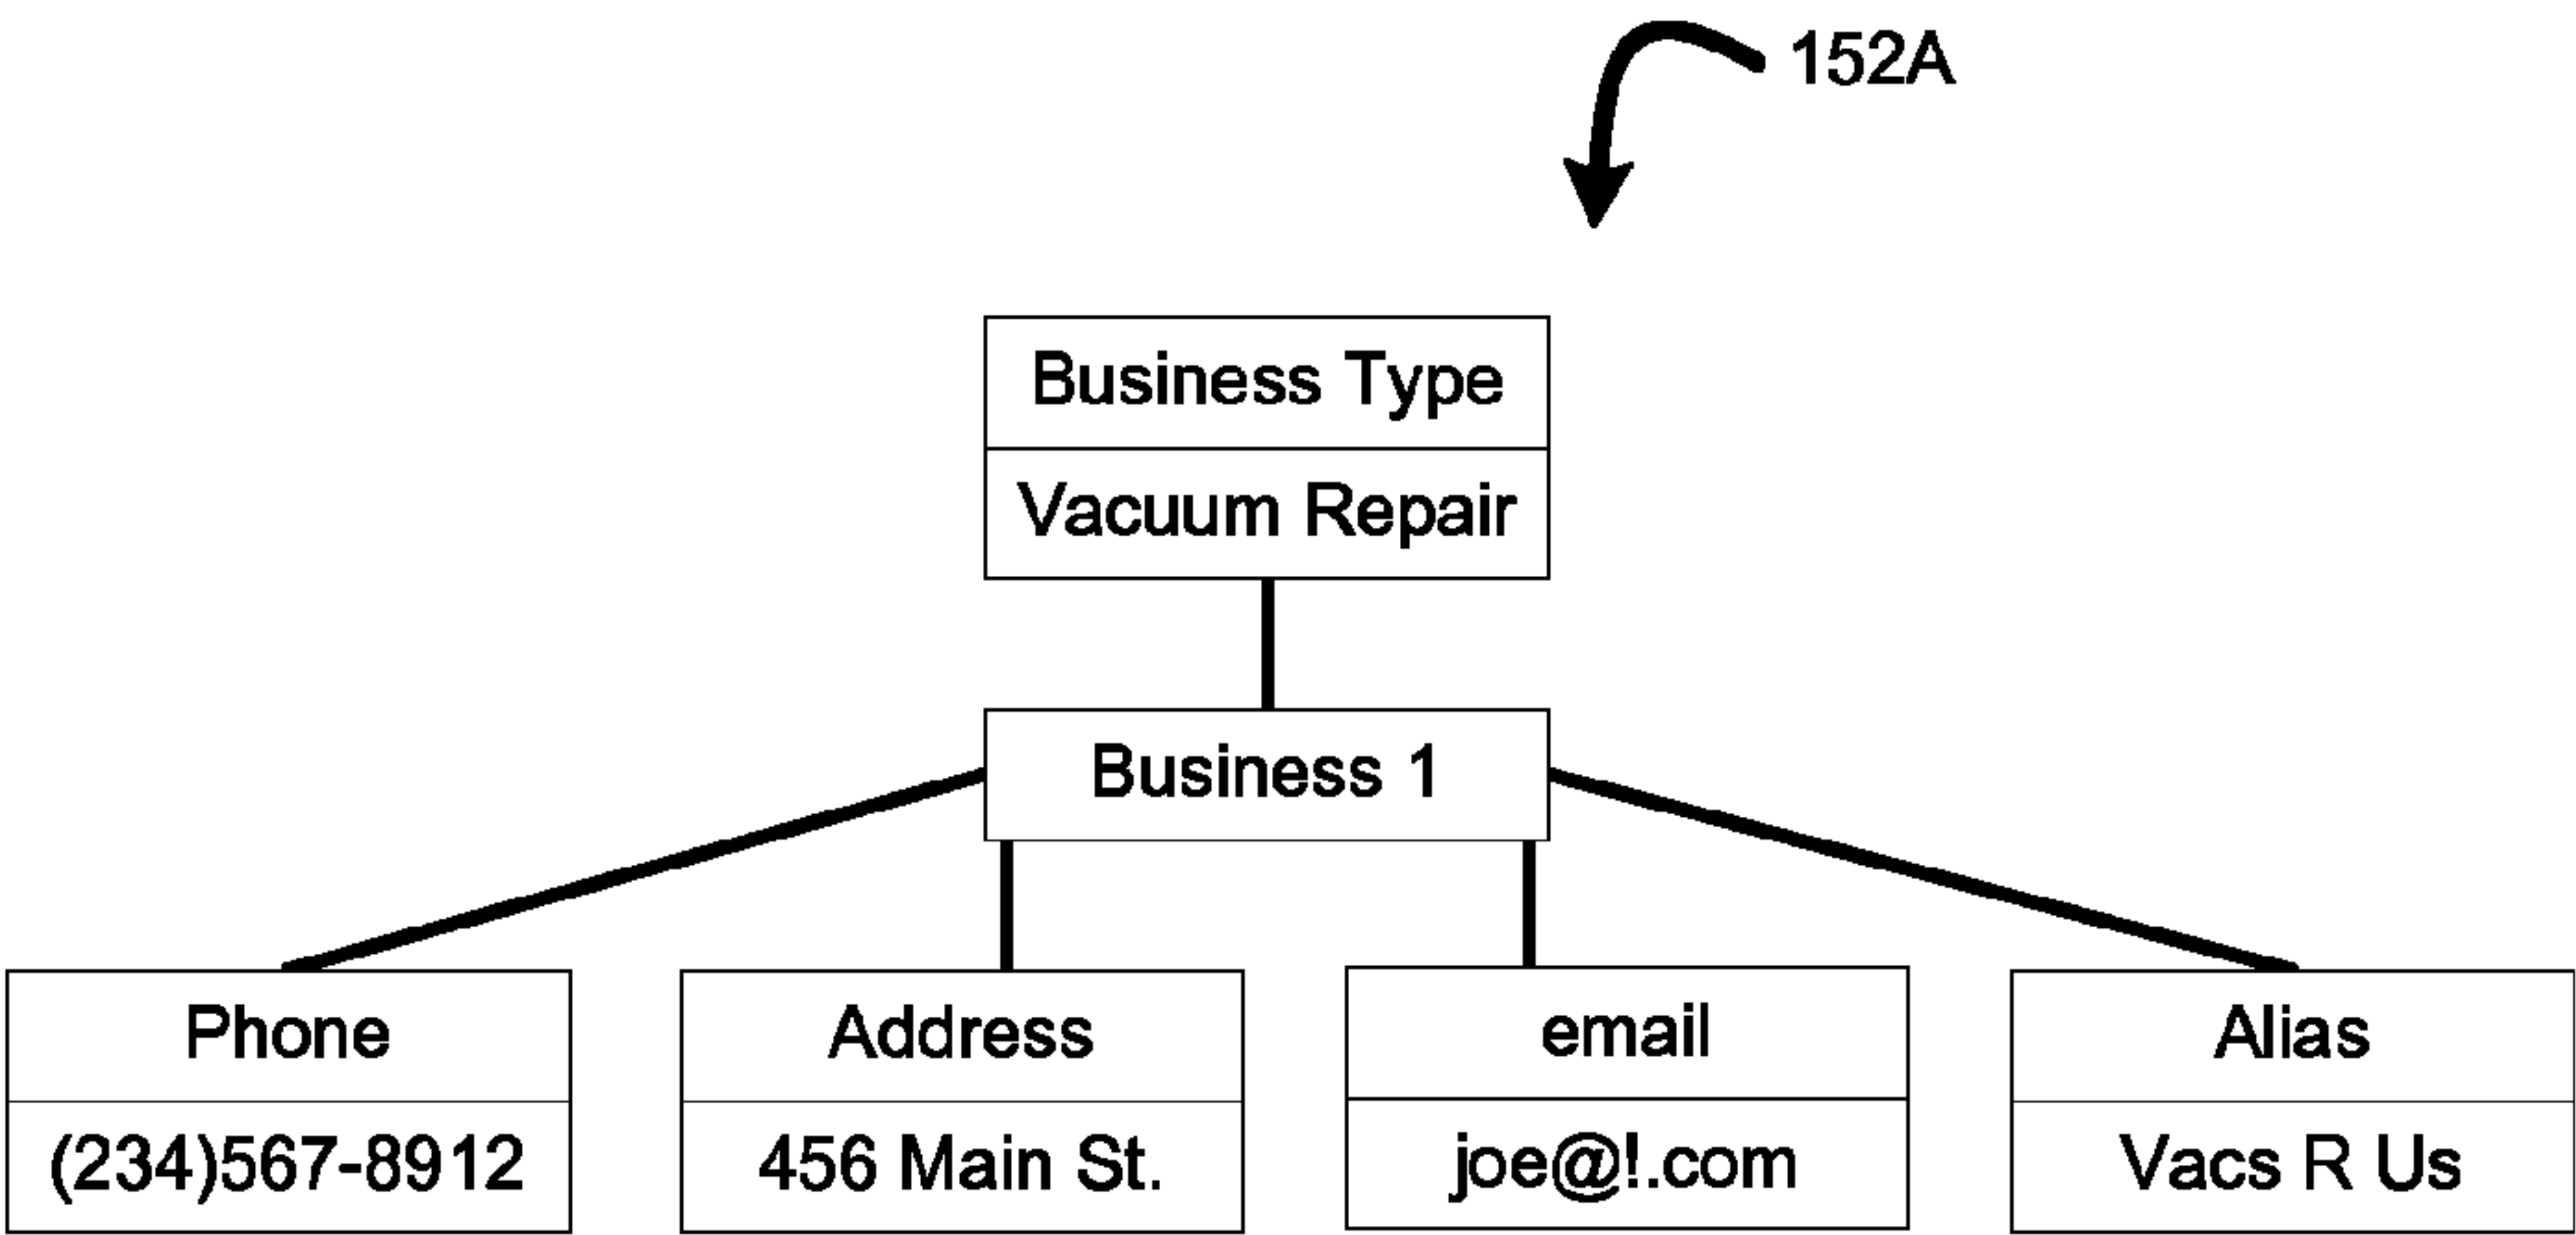 152A
Business Type
Vacuum Repair
Business 1
Phone
(234)567-8912
Address
456 Main St.
email
joe@!.com
Alias
Vacs R Us